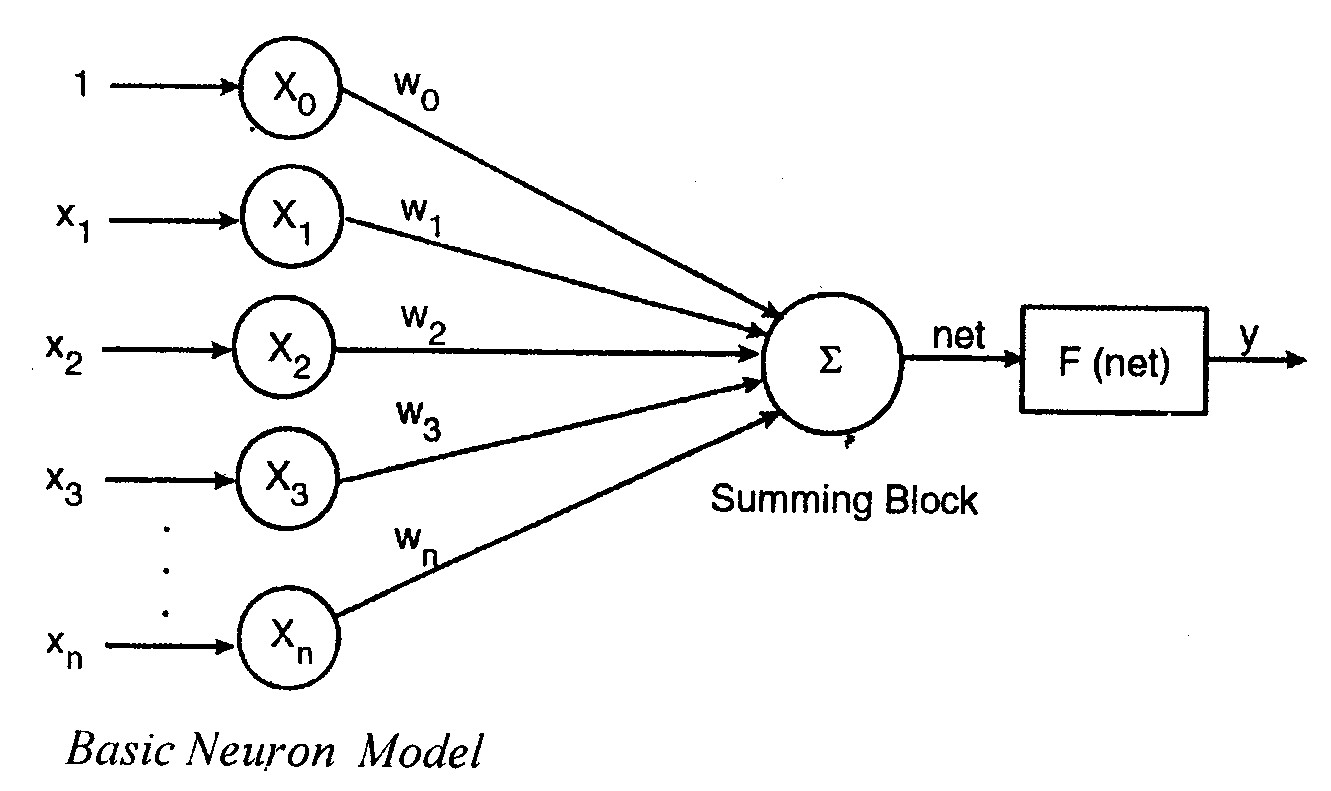 1 X₀ w₀
x₁ X₁ w₁
x₂ X₂ w₂ Σ net F (net) y
x₃ X₃ w₃
Summing Block
xₙ Xₙ wₙ
Basic Neuron Model